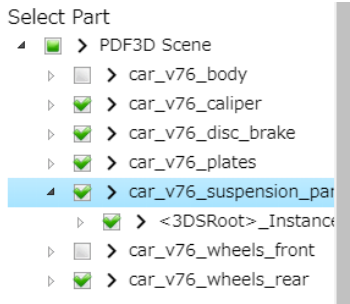 Select Part
PDF3D Scene
car_v76_body
car_v76_caliper
car_v76_disc_brake
car_v76_plates
car_v76_suspension_par
<3DSRoot>_Instance
car_v76_wheels_front
car_v76_wheels_rear